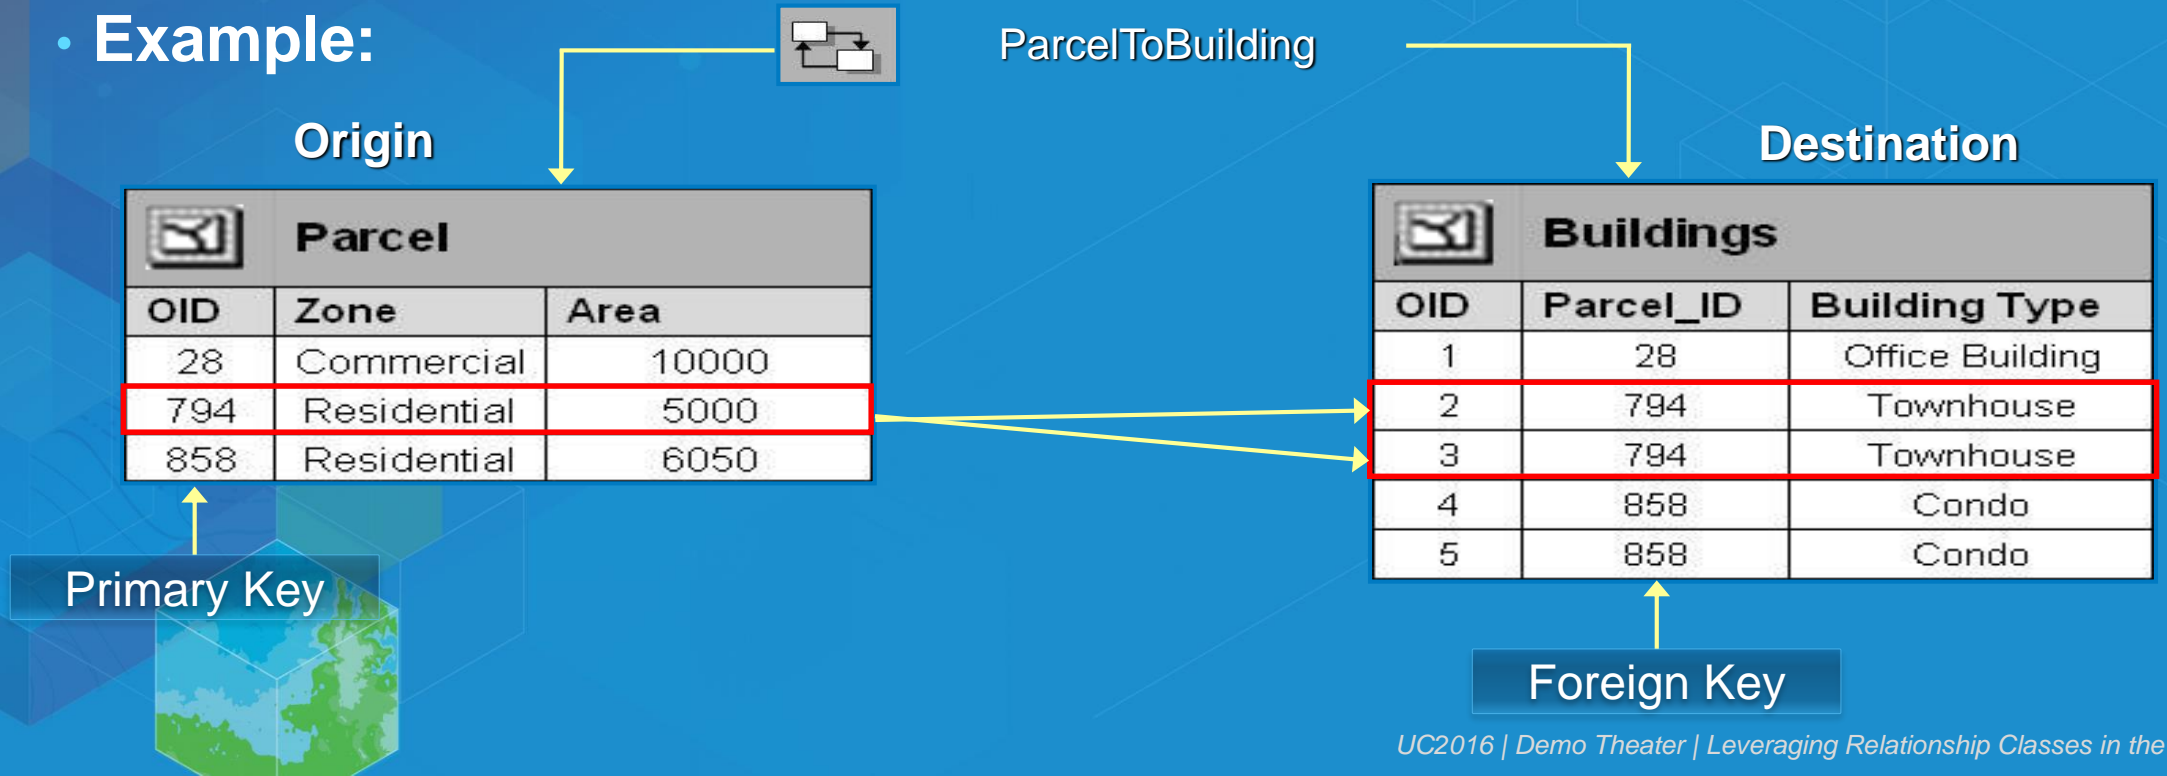 • Example:
ParcelToBuilding
Origin
Destination
Parcel
OID Zone Area
28 Commercial 10000
794 Residential 5000
858 Residential 6050
Primary Key
Buildings
OID Parcel_ID Building Type
1 28 Office Building
2 794 Townhouse
3 794 Townhouse
4 858 Condo
5 858 Condo
Foreign Key
UC2016 | Demo Theater | Leveraging Relationship Classes in the